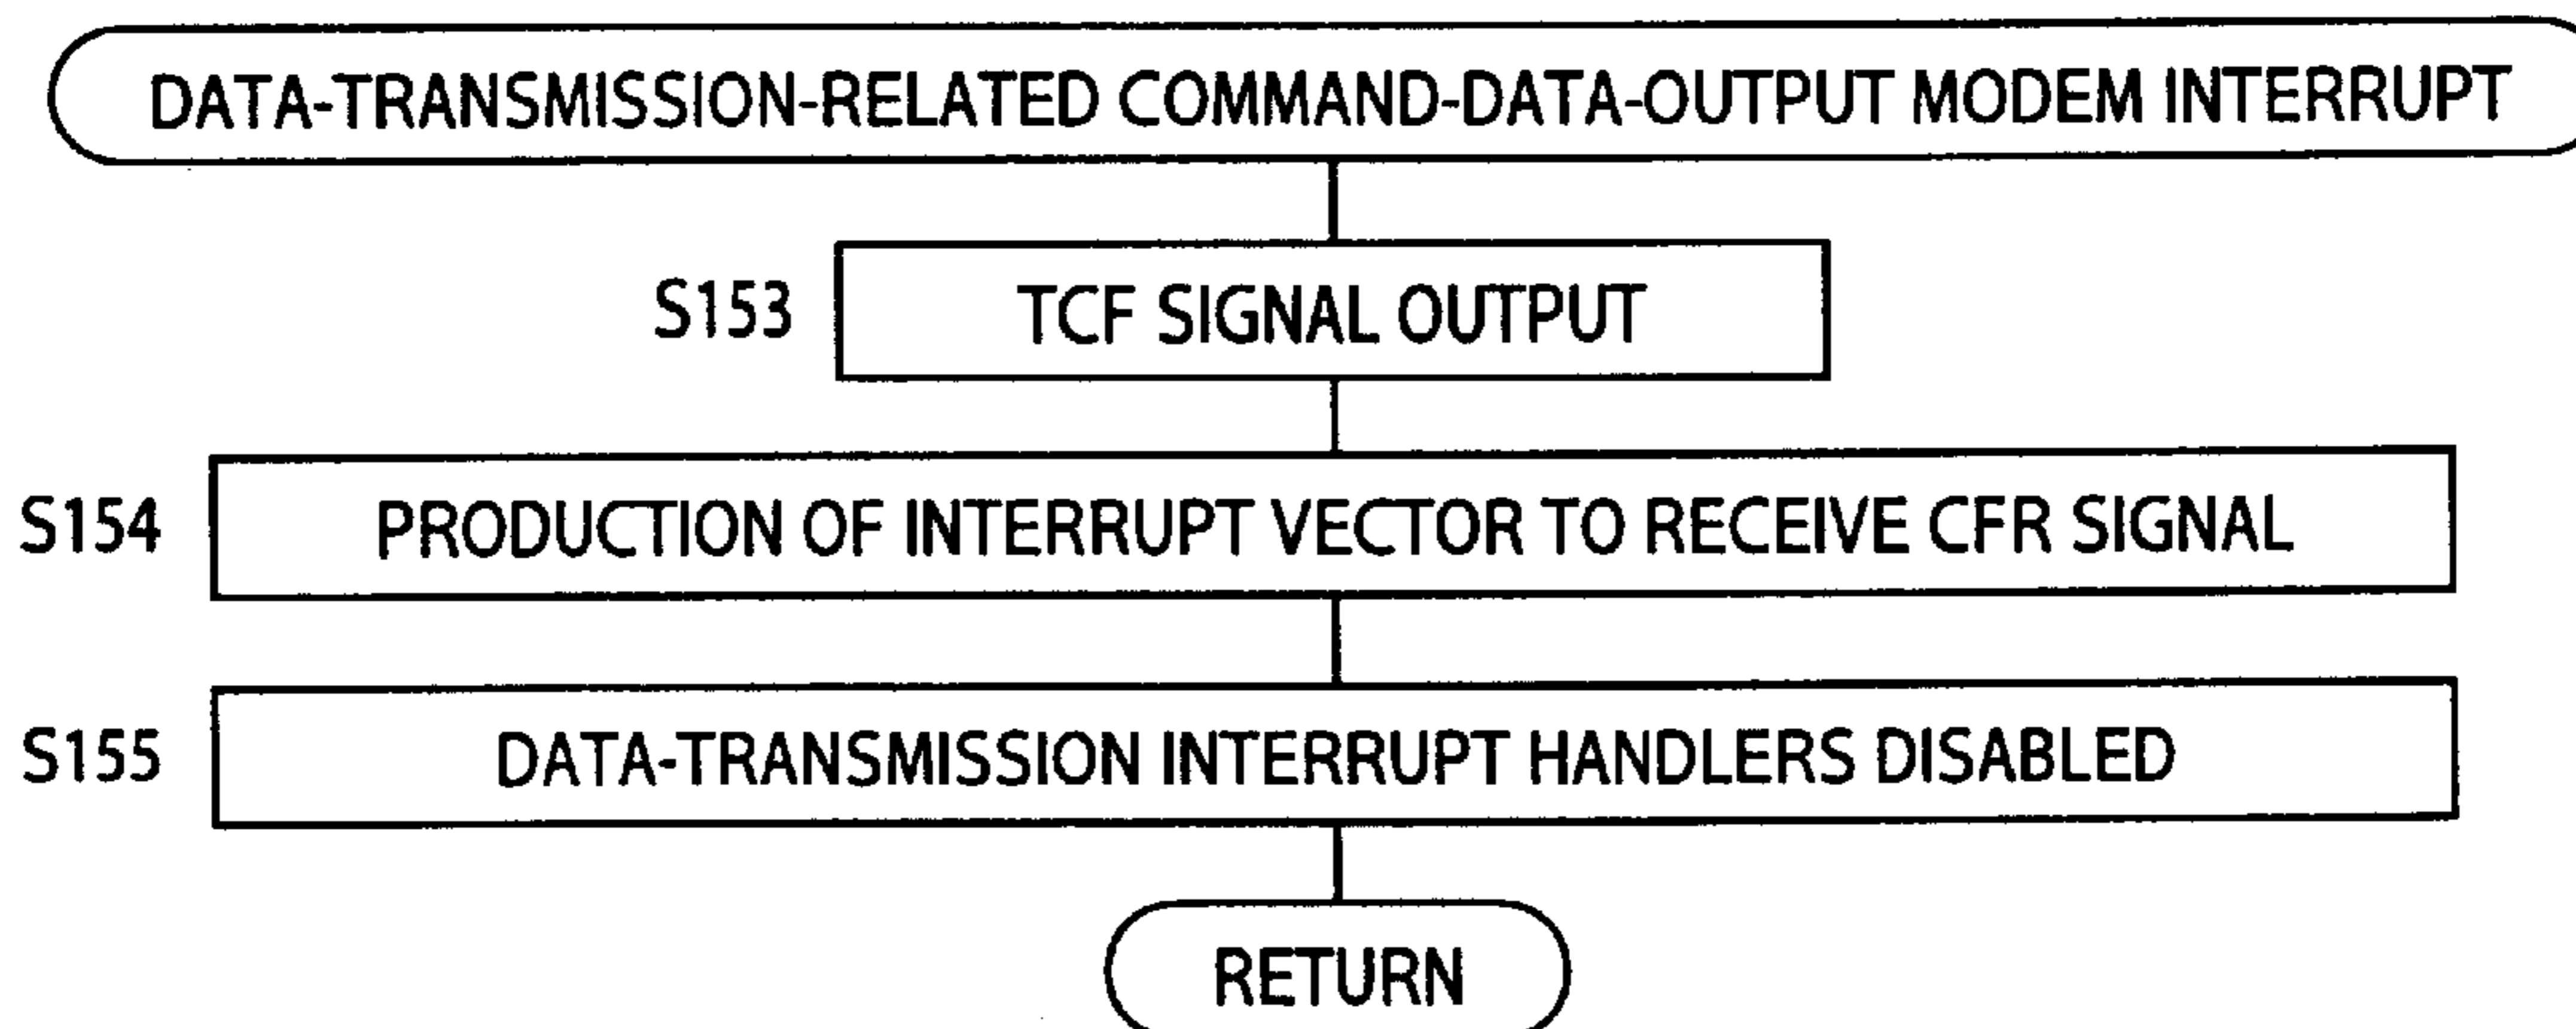 DATA-TRANSMISSION-RELATED COMMAND-DATA-OUTPUT MODEM INTERRUPT
S153 TCF SIGNAL OUTPUT
S154 PRODUCTION OF INTERRUPT VECTOR TO RECEIVE CFR SIGNAL
S155 DATA-TRANSMISSION INTERRUPT HANDLERS DISABLED
RETURN